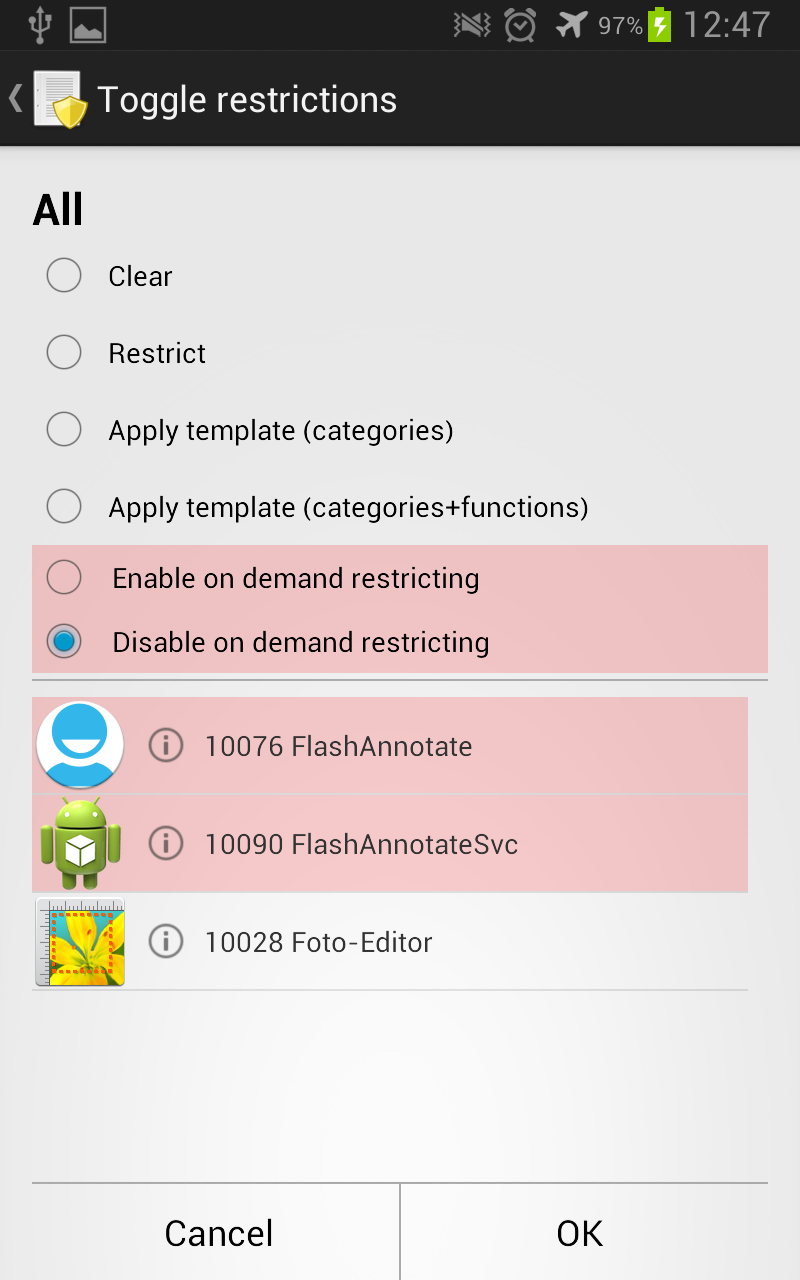 97% 12:47
Toggle restrictions
All
Clear
Restrict
Apply template (categories)
Apply template (categories+functions)
Enable on demand restricting
Disable on demand restricting
10076 FlashAnnotate
10090 FlashAnnotateSvc
10028 Foto-Editor
Cancel OK